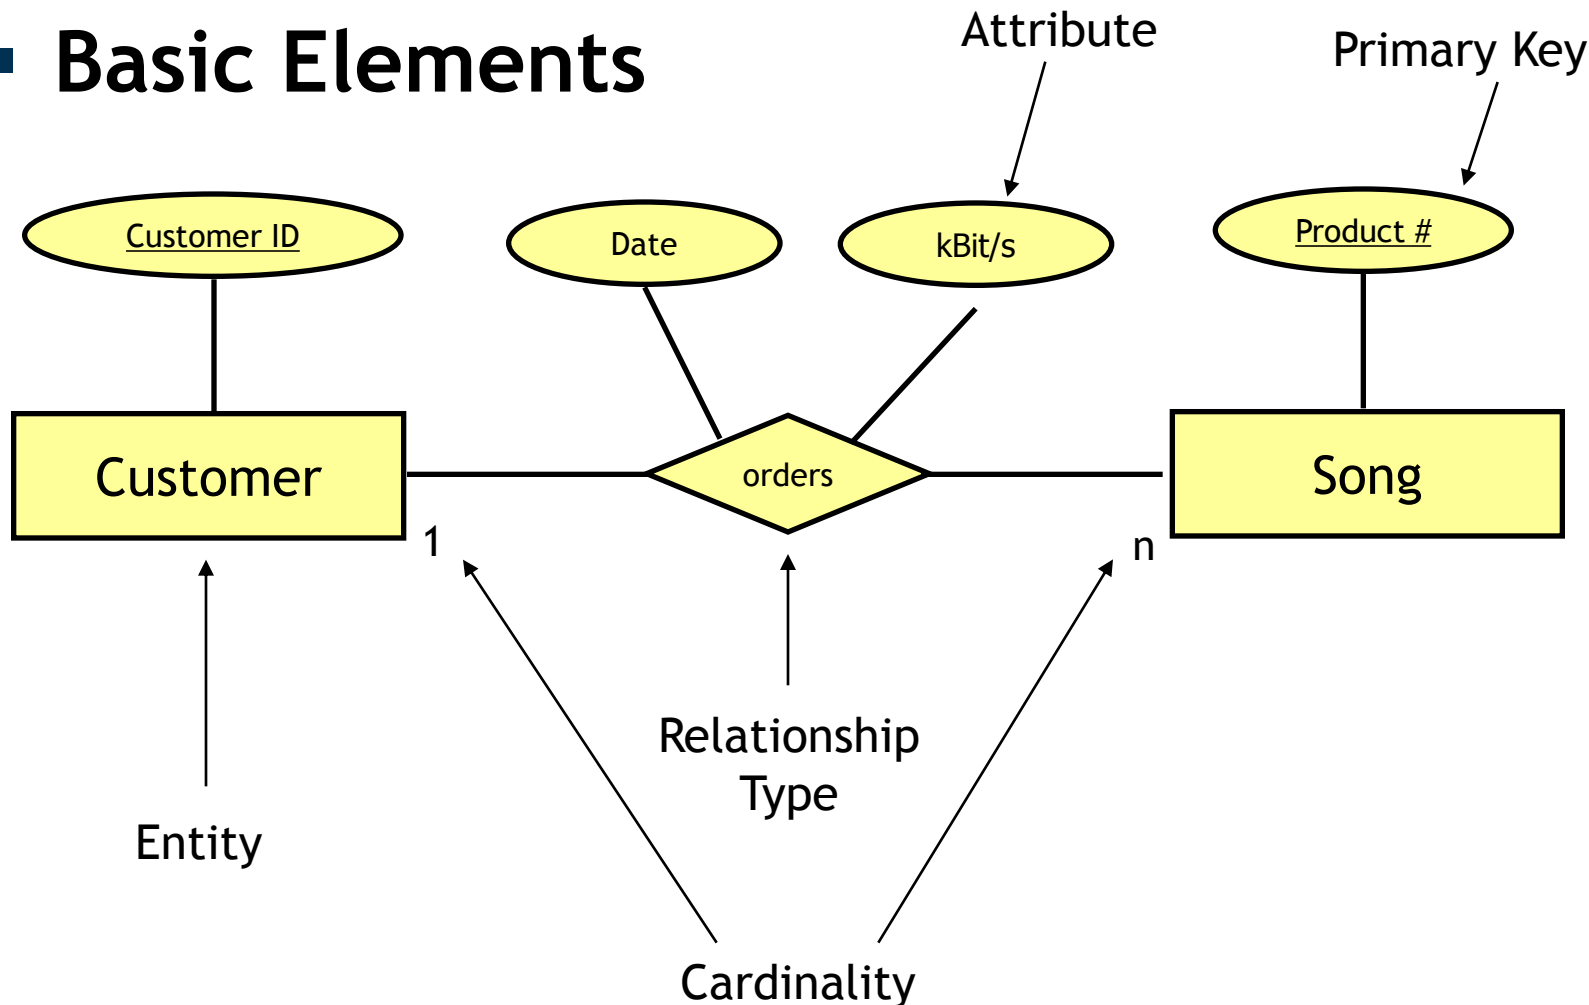 Basic Elements
Attribute
Primary Key
Customer ID
Date
kBit/s
Product #
Customer
orders
Song
1
n
Relationship
Type
Entity
Cardinality